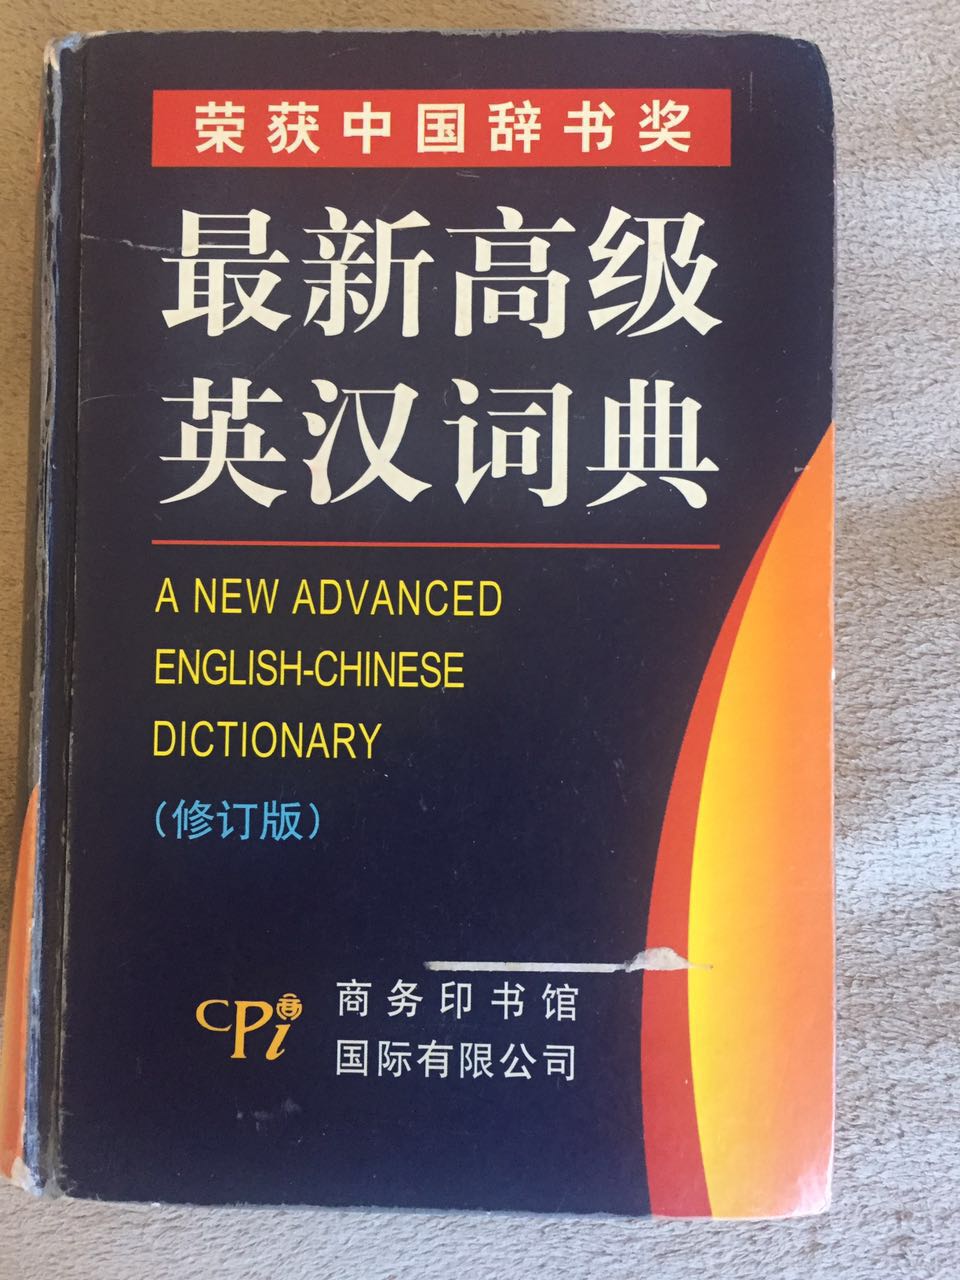 荣获中国辞书奖
最新高级
英汉词典
A NEW ADVANCED
ENGLISH-CHINESE
DICTIONARY
（修订版）
CPi
商务印书馆
国际有限公司